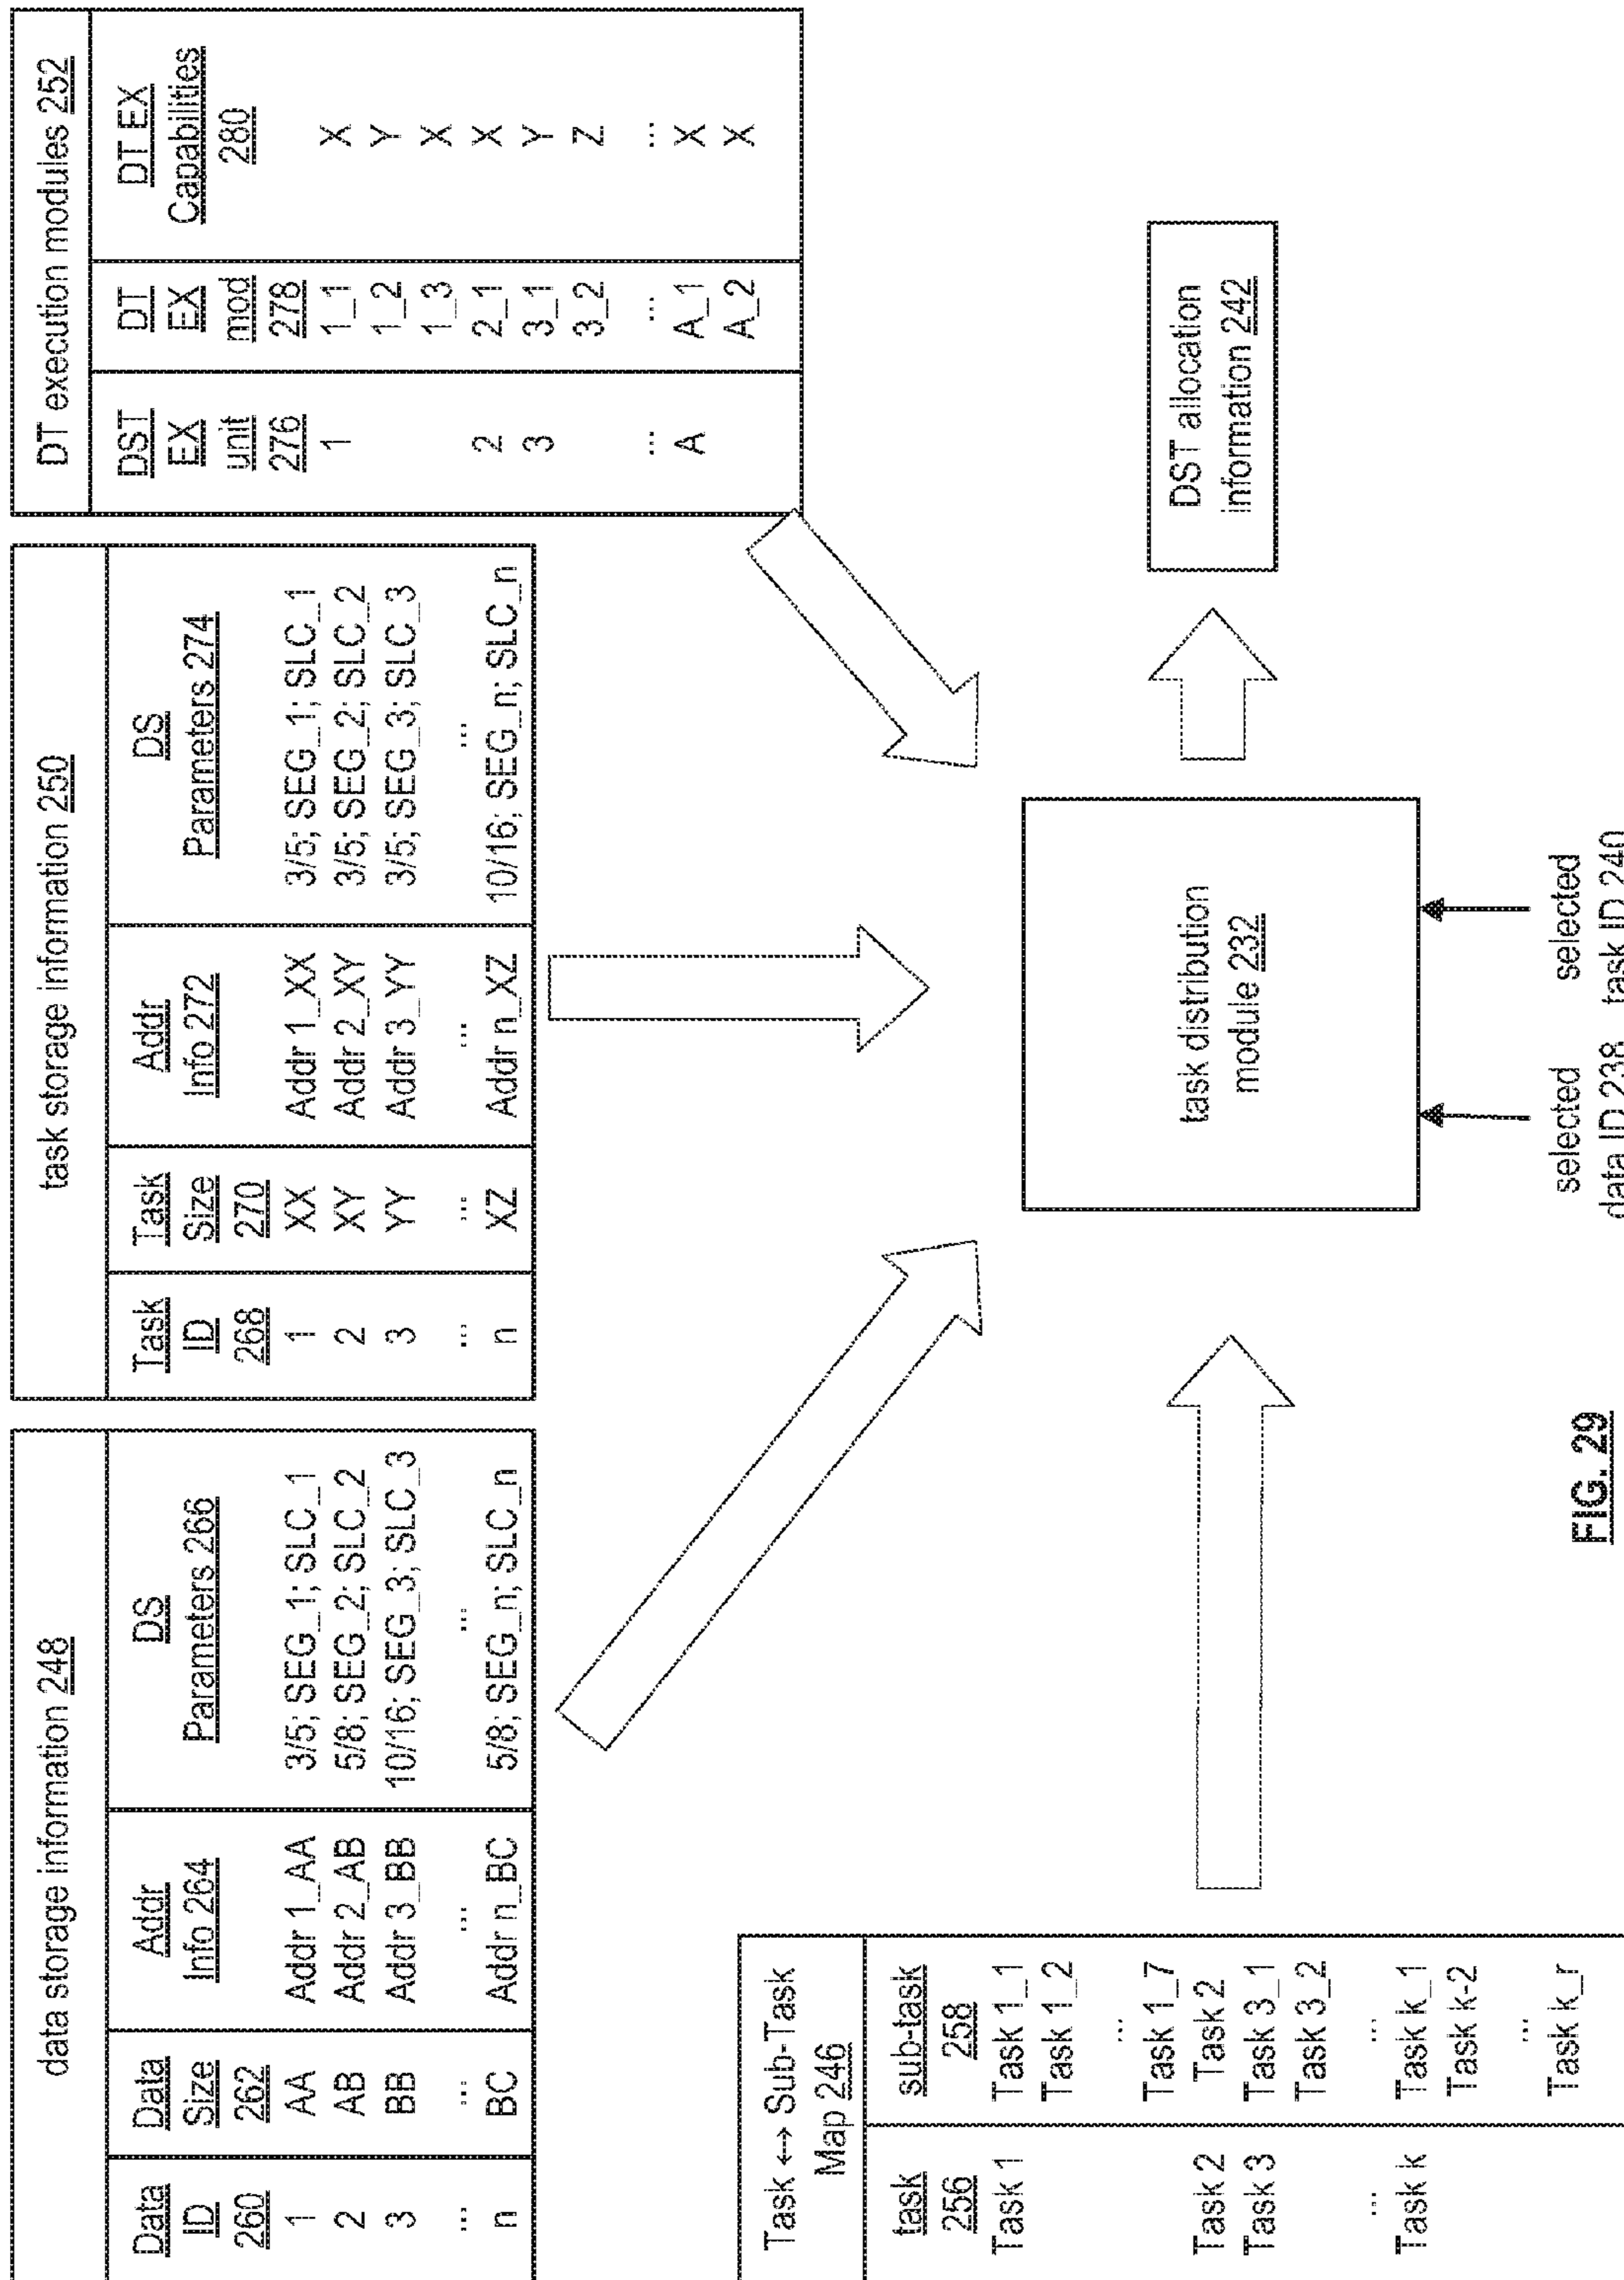 data storage information 248
Data ID 260 Data Size 262 Addr Info 264 DS Parameters 266
1 AA Addr 1_AA 3/5; SEG_1; SLC_1
2 AB Addr 2_AB 5/8; SEG_2; SLC_2
3 BB Addr 3_BB 10/16; SEG_3; SLC_3
... ... ... ...
n BC Addr n_BC 5/8; SEG_n; SLC_n
task storage information 250
Task ID 268 Task Size 270 Addr Info 272 DS Parameters 274
1 XX Addr 1_XX 3/5; SEG_1; SLC_1
2 XY Addr 2_XY 3/5; SEG_2; SLC_2
3 YY Addr 3_YY 3/5; SEG_3; SLC_3
... ... ... ...
n XZ Addr n_XZ 10/16; SEG_n; SLC_n
DT execution modules 252
DST EX unit 276 DT EX mod 278 DT EX Capabilities 280
1 1_1 X
1_2 Y
1_3 X
2 2_1 X
3 3_1 Y
3_2 Z
... ... ...
A A_1 X
A_2 X
Task ↔ Sub-Task
Map 246
task 256 sub-task 258
Task 1 Task 1_1
Task 1_2
...
Task 1_7
Task 2 Task 2
Task 3 Task 3_1
Task 3_2
... ...
Task k Task k_1
Task k-2
...
Task k_r
task distribution
module 232
DST allocation
information 242
selected
data ID 238
selected
task ID 240
FIG. 29